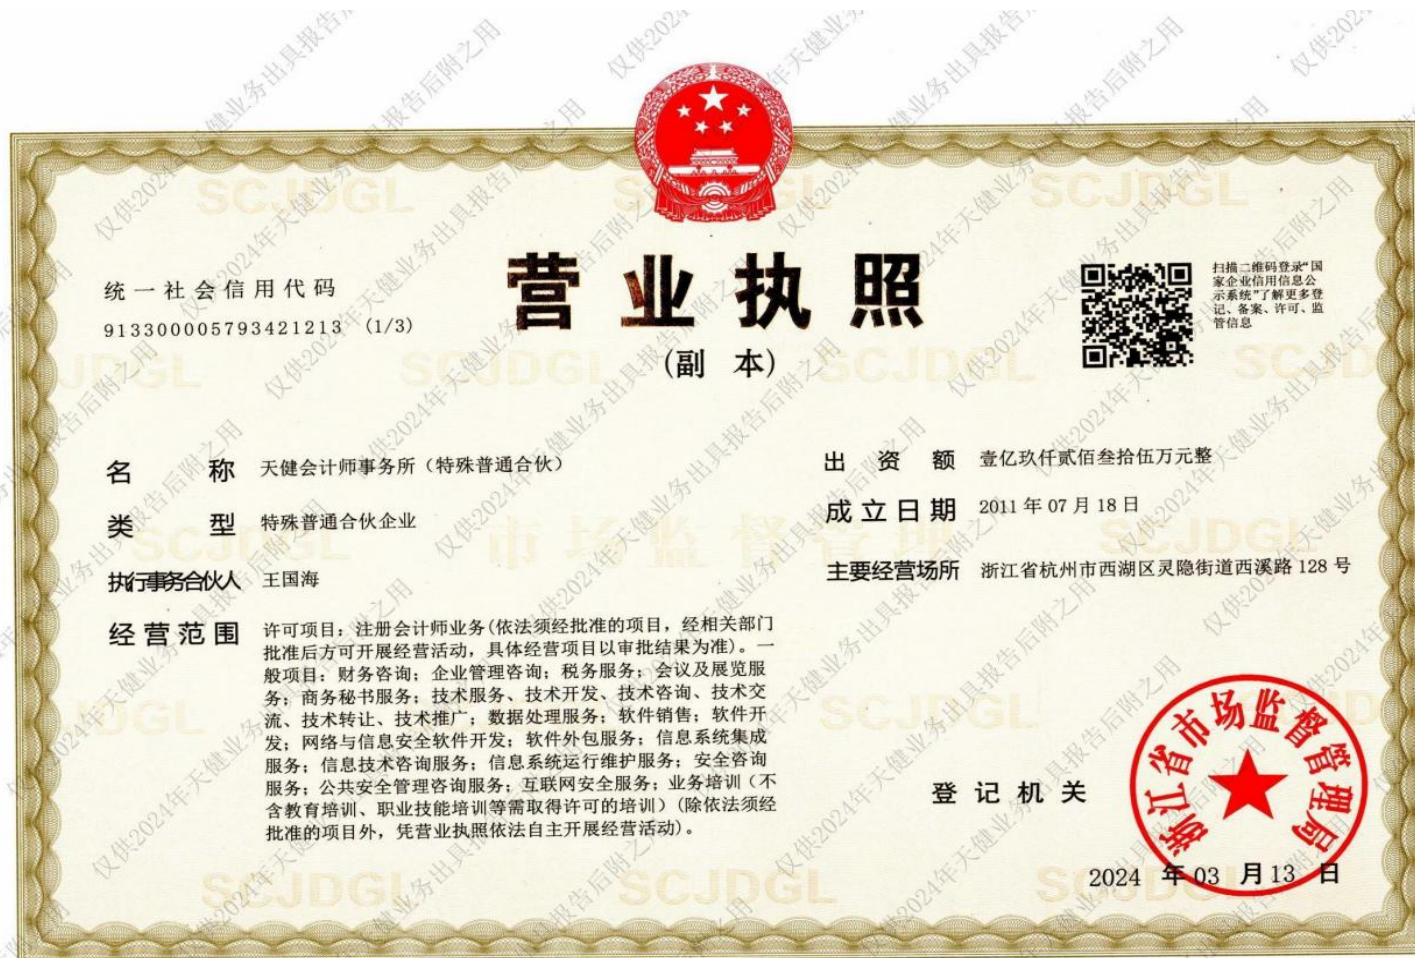 统一社会信用代码
913300005793421213 (1/3)
营业执照
(副 本)
扫描二维码登录“国
家企业信用信息公
示系统”了解更多登
记、备案、许可、监
管信息
名 称 天健会计师事务所（特殊普通合伙）
类 型 特殊普通合伙企业
执行事务合伙人 王国海
经营范围 许可项目：注册会计师业务(依法须经批准的项目，经相关部门
批准后方可开展经营活动，具体经营项目以审批结果为准)。一
般项目：财务咨询；企业管理咨询；税务服务；会议及展览服
务；商务秘书服务；技术服务、技术开发、技术咨询、技术交
流、技术转让、技术推广；数据处理服务；软件销售；软件开
发；网络与信息安全软件开发；软件外包服务；信息系统集成
服务；信息技术咨询服务；信息系统运行维护服务；安全咨询
服务；公共安全管理咨询服务；互联网安全服务；业务培训（不
含教育培训、职业技能培训等需取得许可的培训）(除依法须经
批准的项目外，凭营业执照依法自主开展经营活动)。
出 资 额 壹亿玖仟贰佰叁拾伍万元整
成立日期 2011年07月18日
主要经营场所 浙江省杭州市西湖区灵隐街道西溪路128号
登记机关
浙江省市场监督管理局
2024 年 03 月 13 日
市场监督管理
SCJDGL
仅供2024年天健业务出具报告后附之用